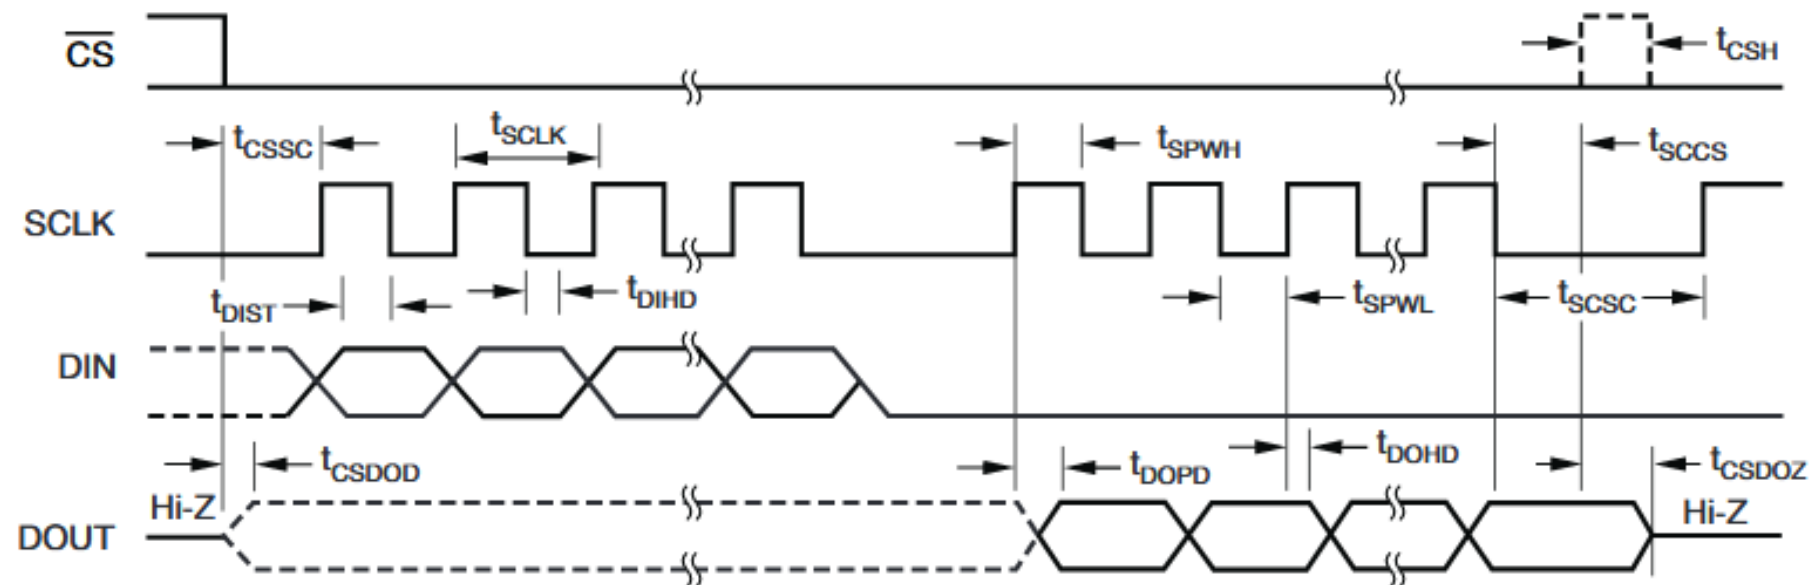 CS
tCSH
tCSSC
tSCLK
tSPWH
tSCCS
SCLK
tDIST
tDIHD
tSPWL
tSCSC
DIN
tCSDOD
tDOPD
tDOHD
tCSDOZ
Hi-Z
Hi-Z
DOUT